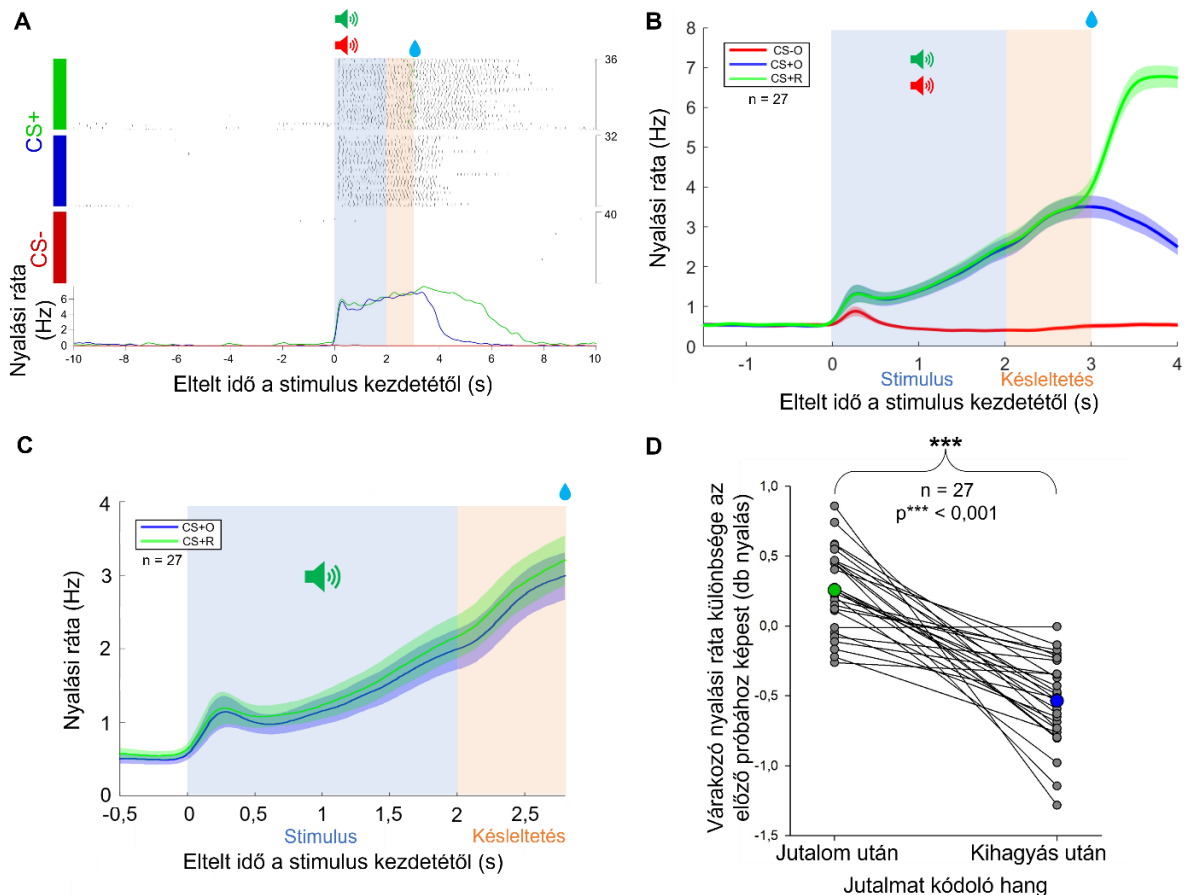 A
36
32
40
CS+
CS-
Nyalási ráta
(Hz)
6
4
2
0
-10 -8 -6 -4 -2 0 2 4 6 8 10
Eltelt idő a stimulus kezdetétől (s)
B
8
7
6
5
4
3
2
1
0
Nyalási ráta (Hz)
CS-O
CS+O
CS+R
n = 27
-1 0 1 2 3 4
Stimulus Késleltetés
Eltelt idő a stimulus kezdetétől (s)
C
4
3
2
1
0
Nyalási ráta (Hz)
CS+O
CS+R
n = 27
-0,5 0 0,5 1 1,5 2 2,5
Stimulus Késleltetés
Eltelt idő a stimulus kezdetétől (s)
D
***
n = 27
p*** < 0,001
1,0
0,5
0,0
-0,5
-1,0
-1,5
Várakozó nyalási ráta különbsége az
előző próbához képest (db nyalás)
Jutalom után Kihagyás után
Jutalmat kódoló hang